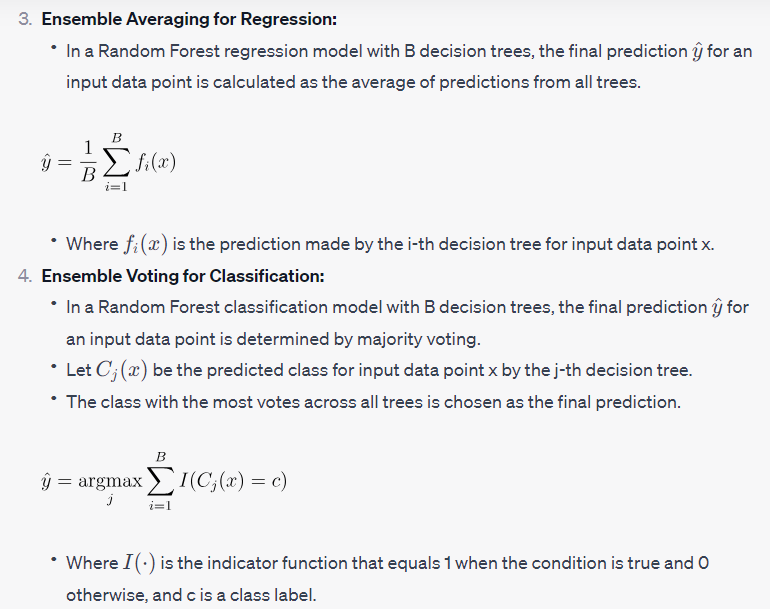 3. Ensemble Averaging for Regression:
• In a Random Forest regression model with B decision trees, the final prediction ŷ for an
input data point is calculated as the average of predictions from all trees.
ŷ = \frac{1}{B} \sum_{i=1}^{B} f_i(x)
• Where f_i(x) is the prediction made by the i-th decision tree for input data point x.
4. Ensemble Voting for Classification:
• In a Random Forest classification model with B decision trees, the final prediction ŷ for
an input data point is determined by majority voting.
• Let C_j(x) be the predicted class for input data point x by the j-th decision tree.
• The class with the most votes across all trees is chosen as the final prediction.
ŷ = \underset{j}{argmax} \sum_{i=1}^{B} I(C_j(x) = c)
• Where I(·) is the indicator function that equals 1 when the condition is true and 0
otherwise, and c is a class label.